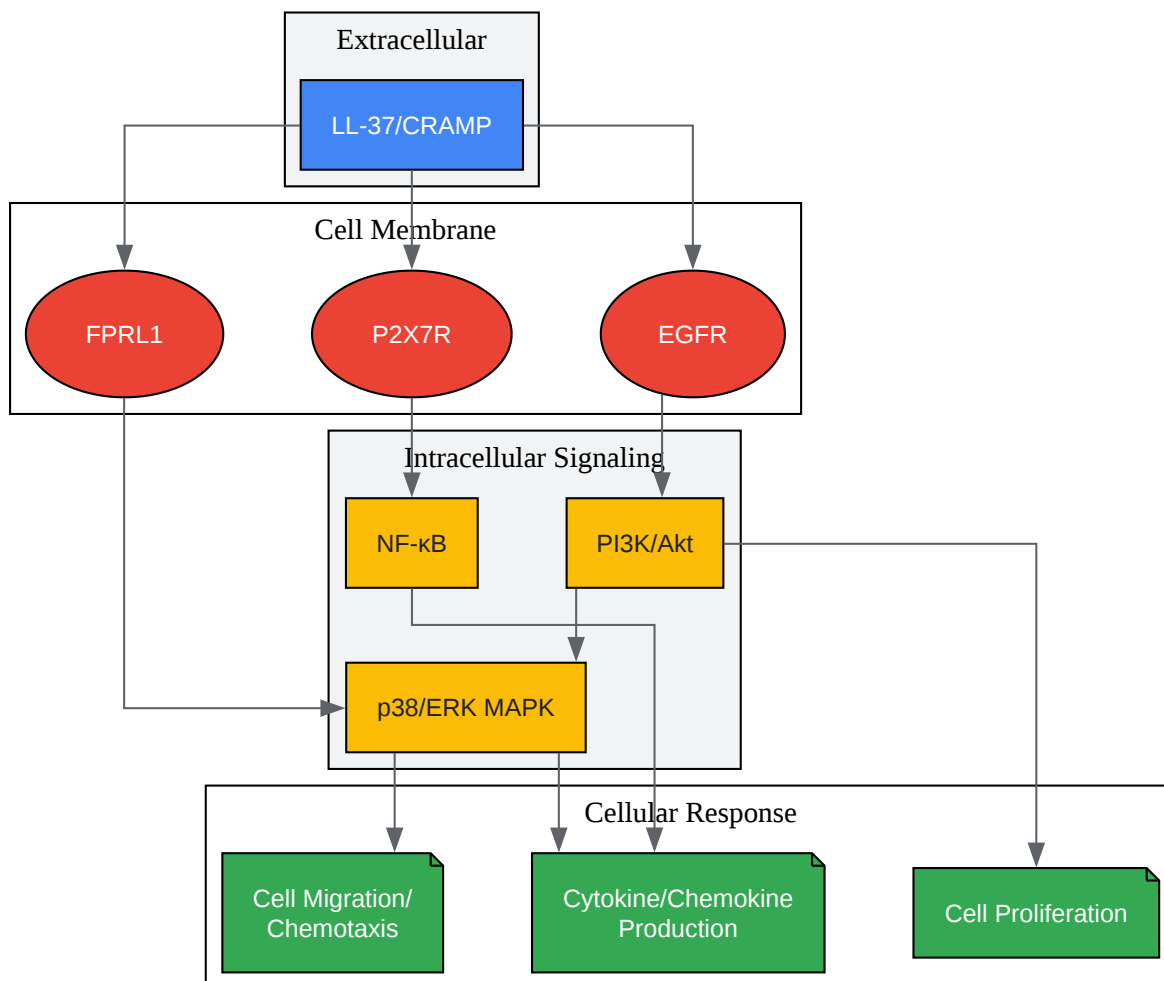 Extracellular
LL-37/CRAMP
Cell Membrane
FPRL1
P2X7R
EGFR
Intracellular Signaling
NF-κB
PI3K/Akt
p38/ERK MAPK
Cellular Response
Cell Migration/
Chemotaxis
Cytokine/Chemokine
Production
Cell Proliferation